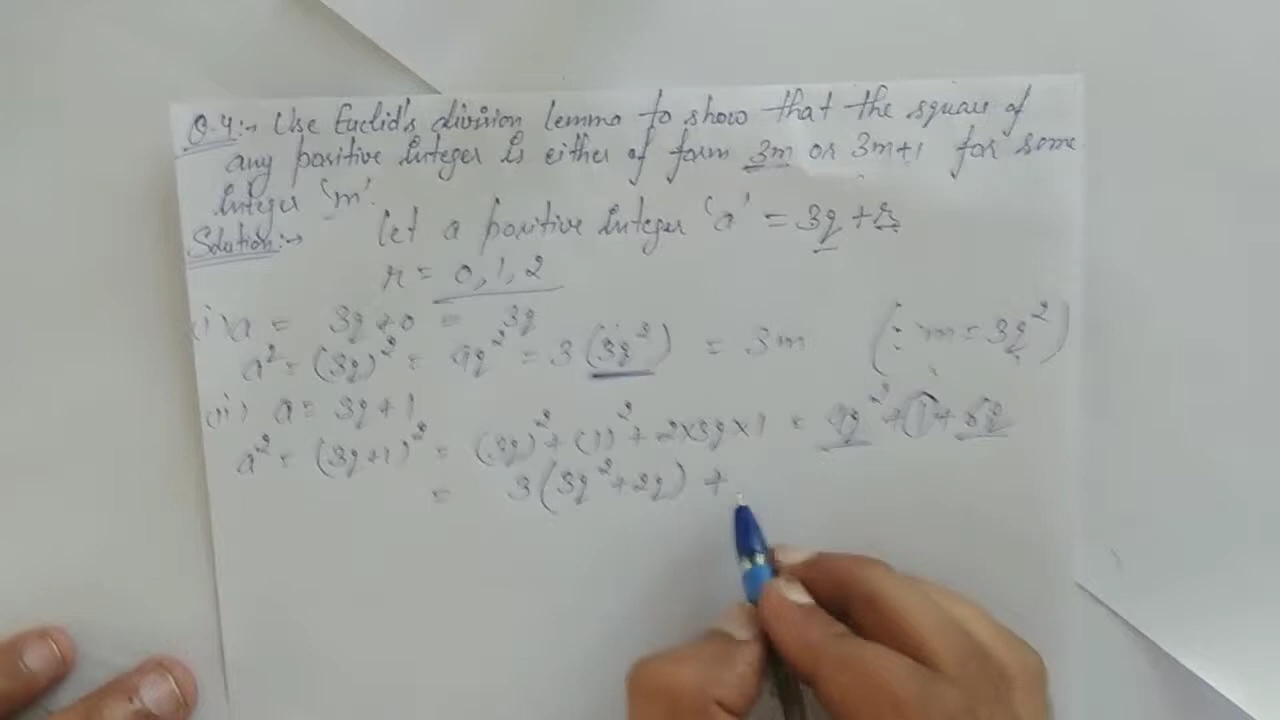 Q.4:→ Use Euclid's division lemma to show that the square of
any positive integer is either of form 3m or 3m+1 for some
integer 'm'.
Solution:→ Let a positive integer 'a' = 3q + r
r = 0, 1, 2
(i) a = 3q + 0 = 3q
a² = (3q)² = 9q² = 3(3q²) = 3m (∵ m = 3q²)
(ii) a = 3q + 1
a² = (3q+1)² = (3q)² + (1)² + 2×3q×1 = 9q² + 1 + 6q
= 3(3q² + 2q) +